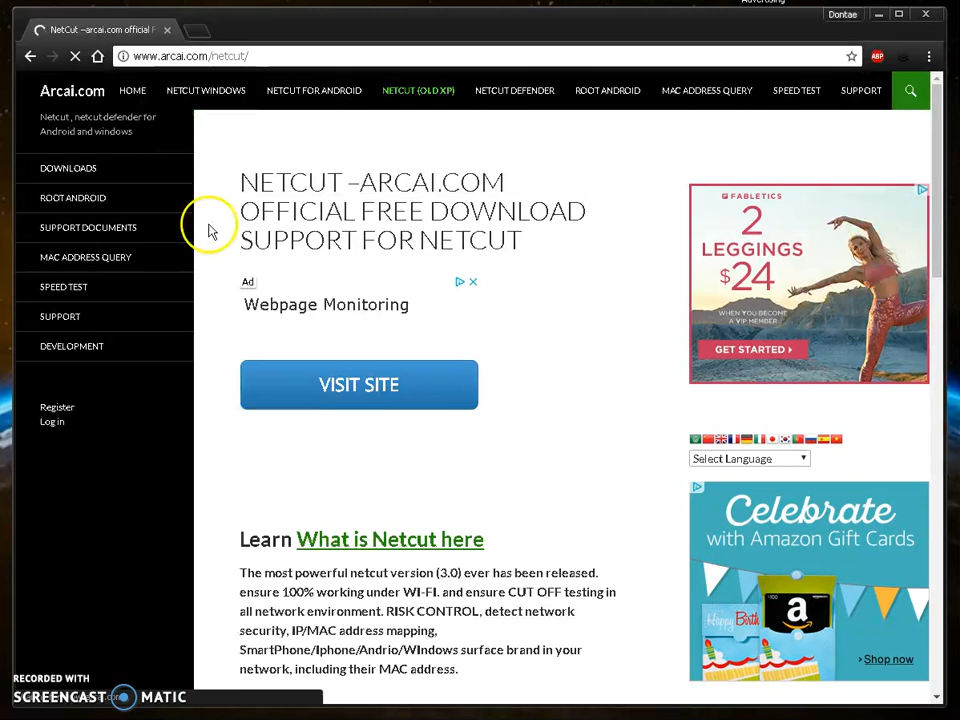 Advertising
Dontae
NetCut –arcai.com official F
www.arcai.com/netcut/
ABP
Arcai.com
HOME
NETCUT WINDOWS
NETCUT FOR ANDROID
NETCUT (OLD XP)
NETCUT DEFENDER
ROOT ANDROID
MAC ADDRESS QUERY
SPEED TEST
SUPPORT
Netcut , netcut defender for
Android and windows
DOWNLOADS
ROOT ANDROID
SUPPORT DOCUMENTS
MAC ADDRESS QUERY
SPEED TEST
SUPPORT
DEVELOPMENT
Register
Log in
NETCUT –ARCAI.COM
OFFICIAL FREE DOWNLOAD
SUPPORT FOR NETCUT
Ad
Webpage Monitoring
VISIT SITE
Learn What is Netcut here
The most powerful netcut version (3.0) ever has been released.
ensure 100% working under WI-FI. and ensure CUT OFF testing in
all network environment. RISK CONTROL, detect network
security, IP/MAC address mapping,
SmartPhone/Iphone/Andrio/WIndows surface brand in your
network, including their MAC address.
FABLETICS
2
LEGGINGS
$24
WHEN YOU BECOME
A VIP MEMBER
GET STARTED
Select Language
Celebrate
with Amazon Gift Cards
$100
a
Happy Birth
Shop now
RECORDED WITH
SCREENCAST MATIC